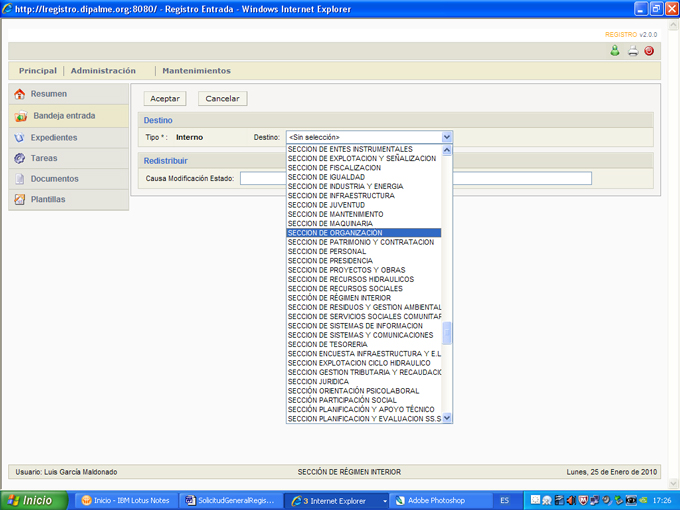 http://lregistro.dipalme.org:8080/ - Registro Entrada - Windows Internet Explorer
REGISTRO v2.0.0
Principal Administración Mantenimientos
Resumen
Bandeja entrada
Expedientes
Tareas
Documentos
Plantillas
Aceptar Cancelar
Destino
Tipo * : Interno Destino: <Sin selección>
Redistribuir
Causa Modificación Estado:
SECCION DE ENTES INSTRUMENTALES
SECCION DE EXPLOTACION Y SEÑALIZACION
SECCION DE FISCALIZACION
SECCION DE IGUALDAD
SECCION DE INDUSTRIA Y ENERGIA
SECCION DE INFRAESTRUCTURA
SECCION DE JUVENTUD
SECCION DE MANTENIMIENTO
SECCION DE MAQUINARIA
SECCION DE ORGANIZACIÓN
SECCION DE PATRIMONIO Y CONTRATACION
SECCION DE PERSONAL
SECCION DE PRESIDENCIA
SECCION DE PROYECTOS Y OBRAS
SECCION DE RECURSOS HIDRAULICOS
SECCION DE RECURSOS SOCIALES
SECCIÓN DE RÉGIMEN INTERIOR
SECCION DE RESIDUOS Y GESTION AMBIENTAL
SECCION DE SERVICIOS SOCIALES COMUNITAR
SECCION DE SISTEMAS DE INFORMACION
SECCION DE SISTEMAS Y COMUNICACIONES
SECCION DE TESORERIA
SECCION ENCUESTA INFRAESTRUCTURA Y E.L
SECCION EXPLOTACION CICLO HIDRAULICO
SECCION GESTION TRIBUTARIA Y RECAUDACIO
SECCION JURIDICA
SECCIÓN ORIENTACIÓN PSICOLABORAL
SECCIÓN PARTICIPACIÓN SOCIAL
SECCIÓN PLANIFICACIÓN Y APOYO TÉCNICO
SECCION PLANIFICACION Y EVALUACION SS.S
Usuario: Luis García Maldonado SECCIÓN DE RÉGIMEN INTERIOR Lunes, 25 de Enero de 2010
Inicio Inicio - IBM Lotus Notes SolicitudGeneralRegis... 3 Internet Explorer Adobe Photoshop ES 17:26